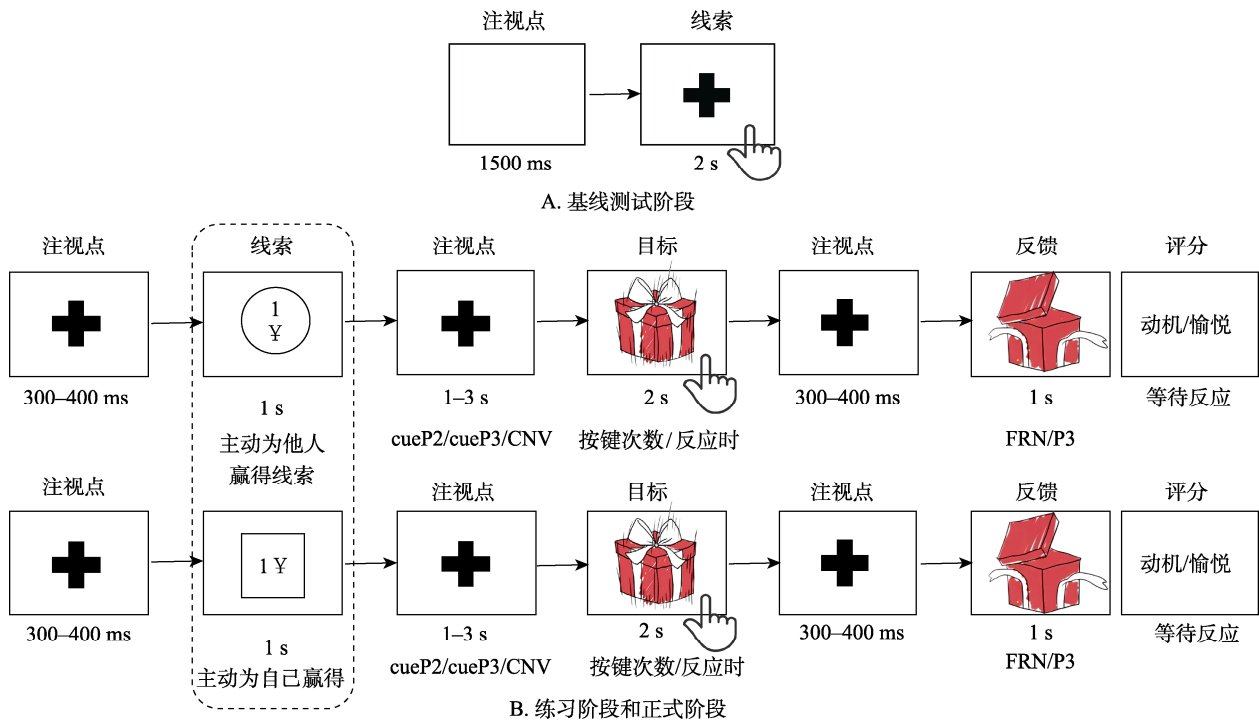 注视点 线索
1500 ms 2 s
A. 基线测试阶段
注视点 线索 注视点 目标 注视点 反馈 评分
1
¥
动机/愉悦
300–400 ms 1 s 1–3 s 2 s 300–400 ms 1 s 等待反应
主动为他人
赢得线索
cueP2/cueP3/CNV 按键次数/反应时 FRN/P3
注视点 注视点 目标 注视点 反馈 评分
1 ¥ 动机/愉悦
300–400 ms 1 s 1–3 s 2 s 300–400 ms 1 s 等待反应
主动为自己赢得 cueP2/cueP3/CNV 按键次数/反应时 FRN/P3
B. 练习阶段和正式阶段